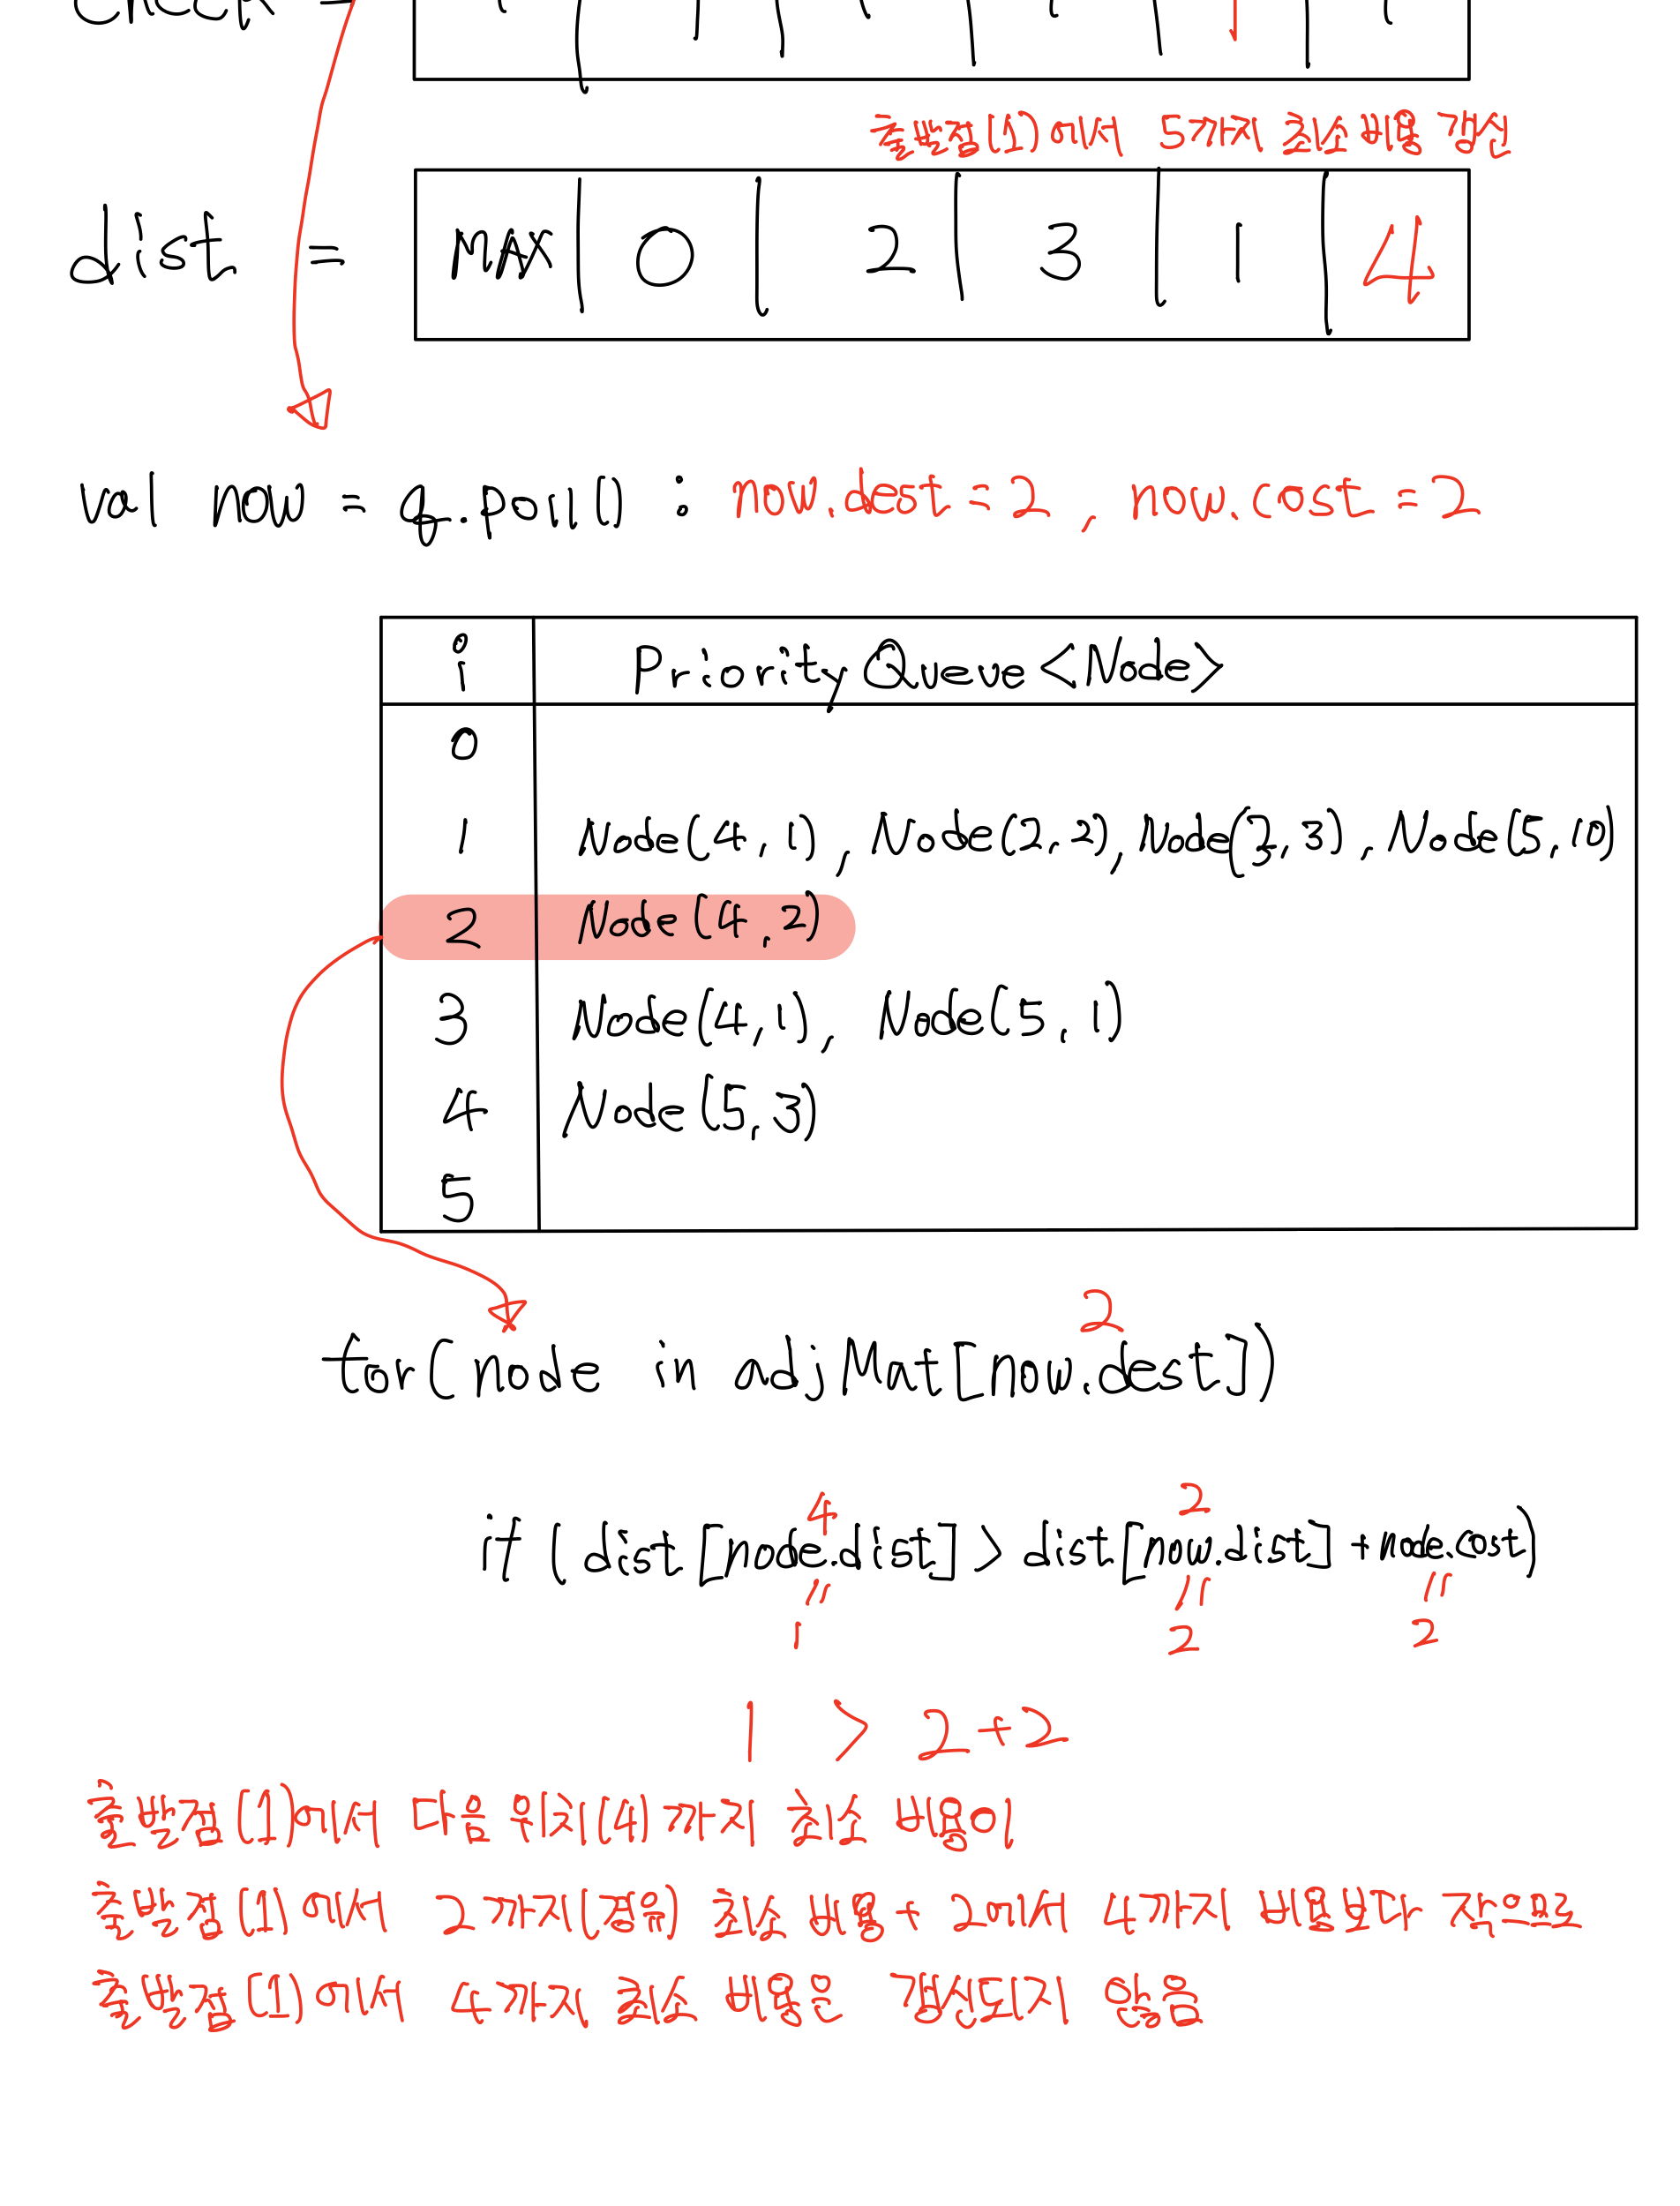 check =
출발점(1)에서 5까지 최소 비용 갱신
dist = MAX 0 2 3 1 4
val now = q.poll() : now.dest = 2, now.cost = 2
i PriorityQueue<Node>
0
1 Node(4,1), Node(2,2), Node(3,3), Node(5,10)
2 Node(4,2)
3 Node(4,1), Node(5,1)
4 Node(5,3)
5
2
for(node in adjMat[now.dest])
4 2
if(dist[node.dist] > dist[now.dist] + node.cost)
" " "
1 2 2
1 > 2+2
출발점(1)에서 다음 위치(4)까지 최소 비용이
출발점(1)에서 2까지(경유) 최소 비용 + 2에서 4까지 비용보다 작으므로
출발점(1)에서 4까지 최소 비용은 갱신되지 않음